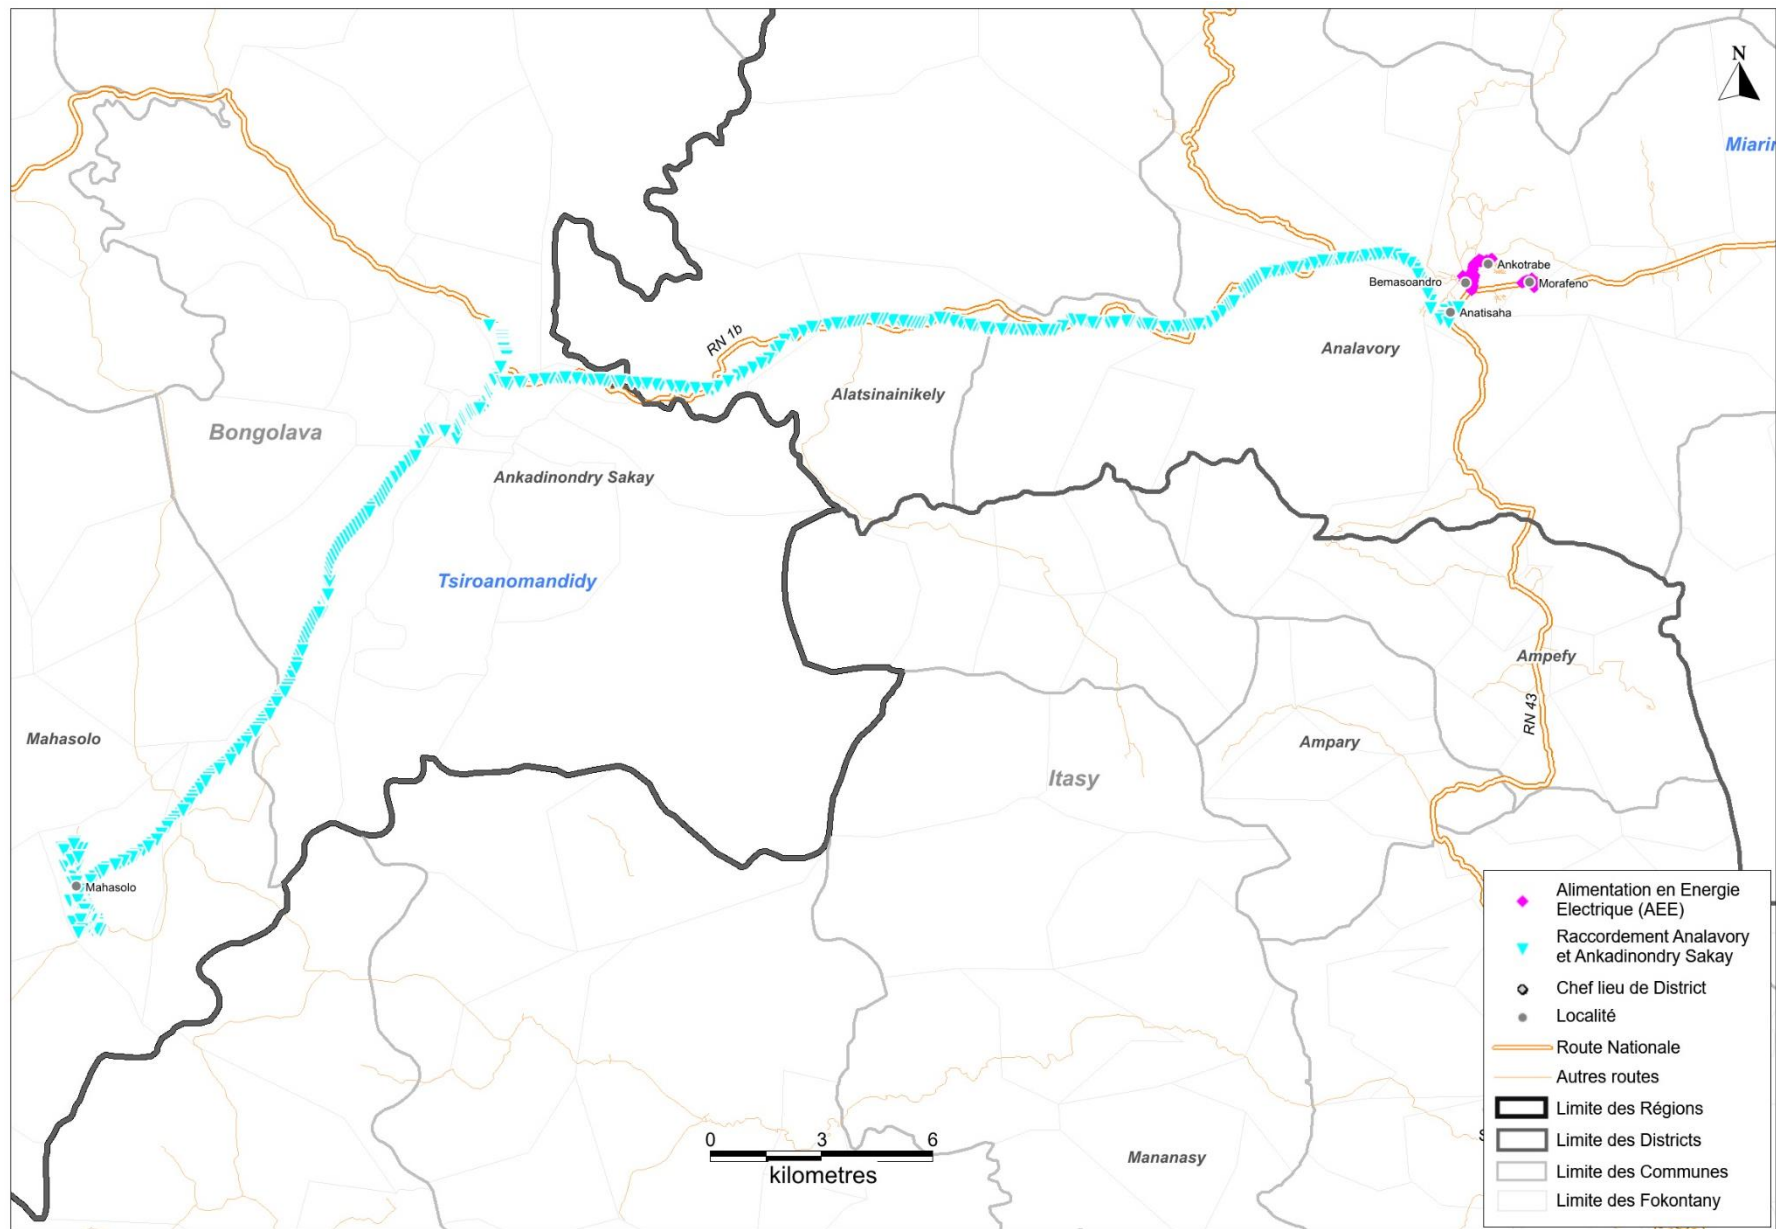 N
Miarir
Ankotrabe
Bemasoandro
Morafeno
Anatisaha
RN 1b
Analavory
Alatsinainikely
Bongolava
Ankadinondry Sakay
Tsiroanomandidy
Ampefy
RN 43
Mahasolo
Ampary
Itasy
Mahasolo
Mananasy
0 3 6
kilometres
Alimentation en Energie
Electrique (AEE)
Raccordement Analavory
et Ankadinondry Sakay
Chef lieu de District
Localité
Route Nationale
Autres routes
Limite des Régions
Limite des Districts
Limite des Communes
Limite des Fokontany